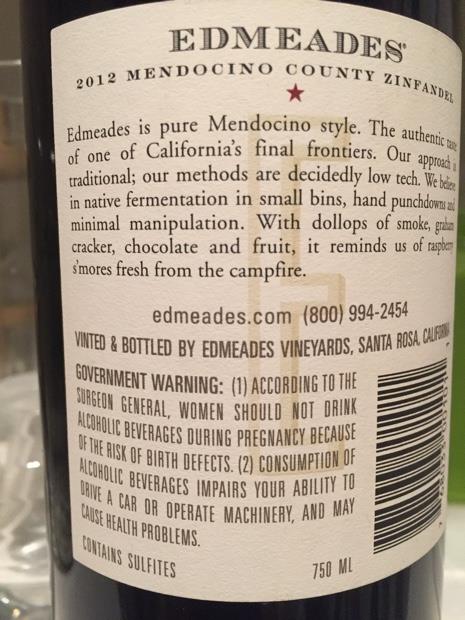 EDMEADES®
2012 MENDOCINO COUNTY ZINFANDEL
Edmeades is pure Mendocino style. The authentic taste
of one of California's final frontiers. Our approach is
traditional; our methods are decidedly low tech. We believe
in native fermentation in small bins, hand punchdowns and
minimal manipulation. With dollops of smoke, graham
cracker, chocolate and fruit, it reminds us of raspberry
s'mores fresh from the campfire.
edmeades.com (800) 994-2454
VINTED & BOTTLED BY EDMEADES VINEYARDS, SANTA ROSA, CALIFORNIA
GOVERNMENT WARNING: (1) ACCORDING TO THE
SURGEON GENERAL, WOMEN SHOULD NOT DRINK
ALCOHOLIC BEVERAGES DURING PREGNANCY BECAUSE
OF THE RISK OF BIRTH DEFECTS. (2) CONSUMPTION OF
ALCOHOLIC BEVERAGES IMPAIRS YOUR ABILITY TO
DRIVE A CAR OR OPERATE MACHINERY, AND MAY
CAUSE HEALTH PROBLEMS.
CONTAINS SULFITES 750 ML